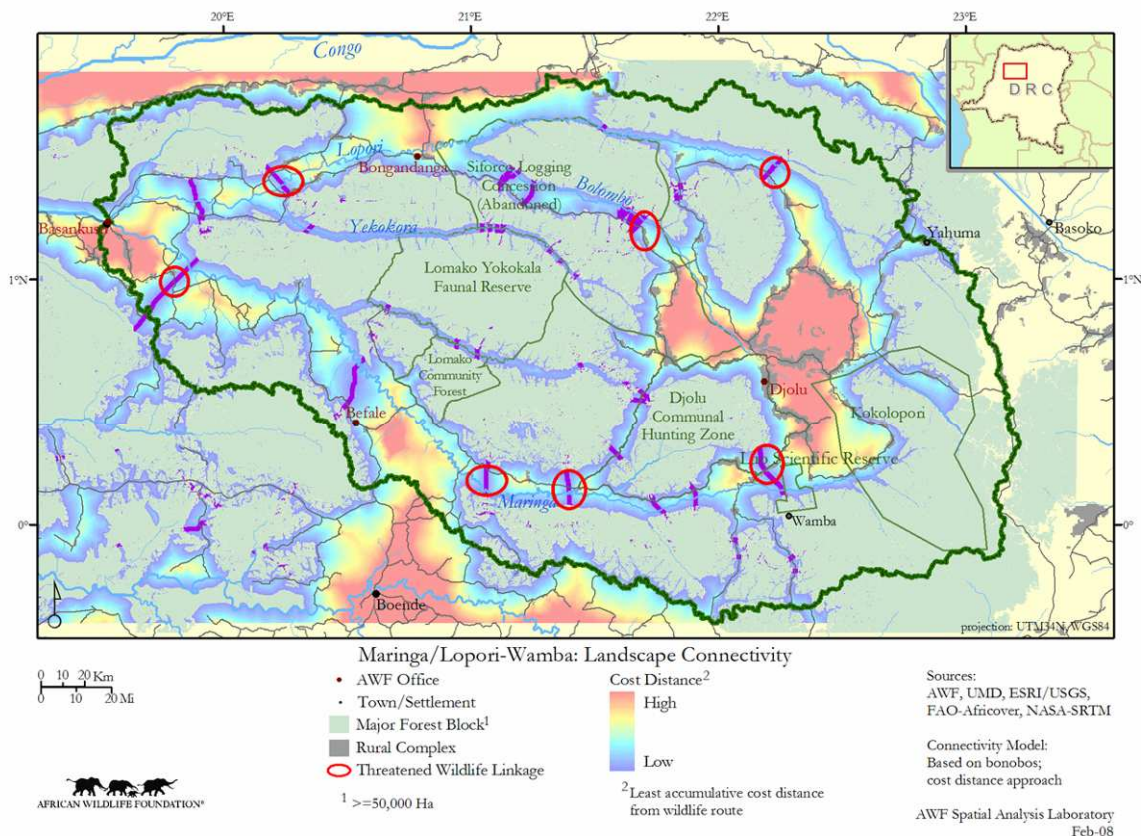 20°E
21°E
22°E
23°E
Congo
DRC
Lopori
Bongandanga
Siforco Logging
Concession
(Abandoned)
Bolombo
Basankusu
Yekokora
Yahuma
Basoko
1°N
1°N
Lomako Yokokala
Faunal Reserve
Lomako
Community
Forest
Djolu
Djolu
Communal
Hunting Zone
Kokolopori
Befale
Luo Scientific Reserve
Maringa
0°
0°
Wamba
Boende
projection: UTM34N, WGS84
Maringa/Lopori-Wamba: Landscape Connectivity
0 10 20 Km
0 20 Mi
AWF Office
Town/Settlement
Major Forest Block1
Rural Complex
Threatened Wildlife Linkage
1 >=50,000 Ha
Cost Distance2
High
Low
2Least accumulative cost distance
from wildlife route
Sources:
AWF, UMD, ESRI/USGS,
FAO-Africover, NASA-SRTM
Connectivity Model:
Based on bonobos;
cost distance approach
AWF Spatial Analysis Laboratory
Feb-08
AFRICAN WILDLIFE FOUNDATION®